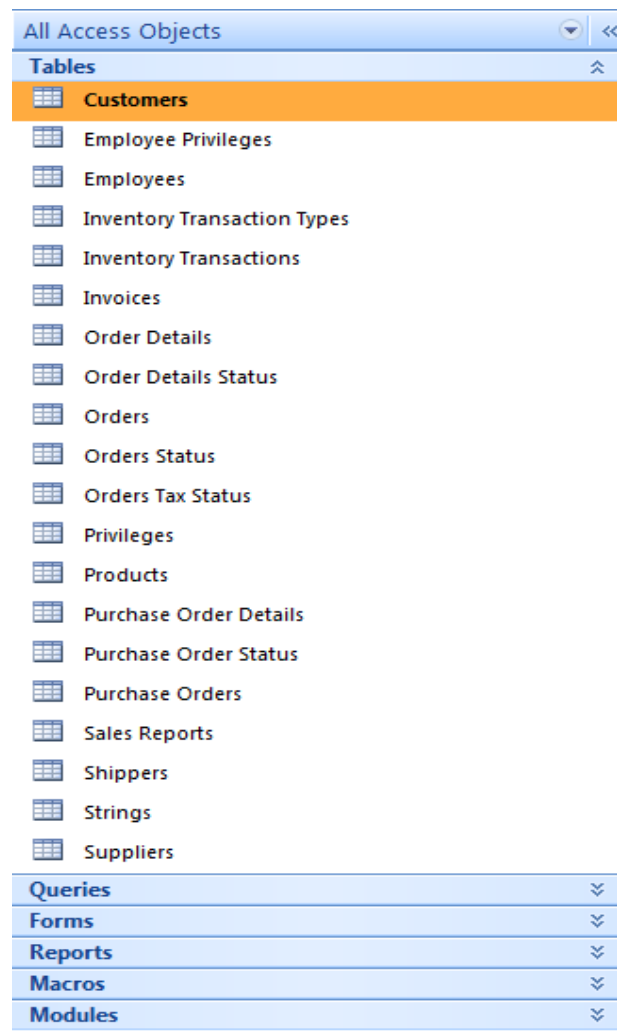 All Access Objects
Tables
Customers
Employee Privileges
Employees
Inventory Transaction Types
Inventory Transactions
Invoices
Order Details
Order Details Status
Orders
Orders Status
Orders Tax Status
Privileges
Products
Purchase Order Details
Purchase Order Status
Purchase Orders
Sales Reports
Shippers
Strings
Suppliers
Queries
Forms
Reports
Macros
Modules